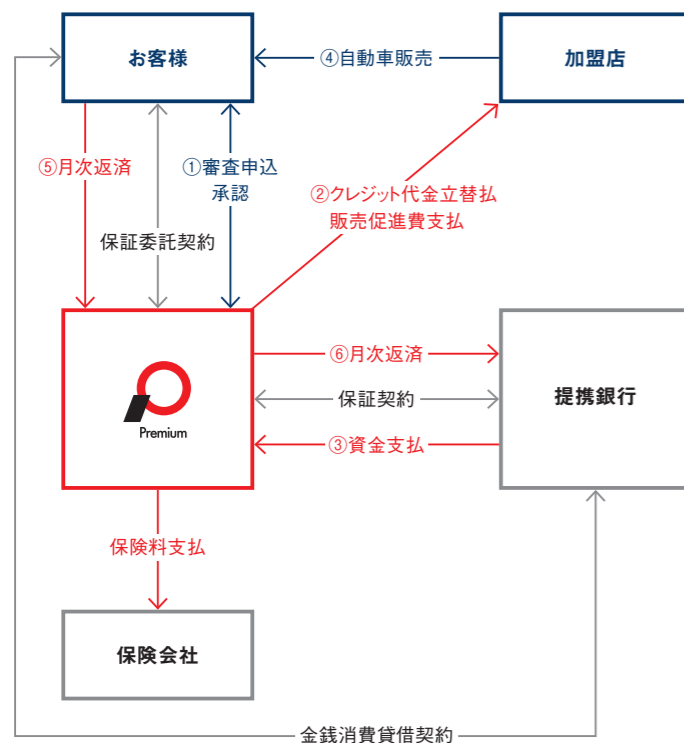 お客様
④自動車販売
加盟店
⑤月次返済
①審査申込
承認
②クレジット代金立替払
販売促進費支払
保証委託契約
⑥月次返済
保証契約
③資金支払
提携銀行
Premium
保険料支払
保険会社
金銭消費貸借契約